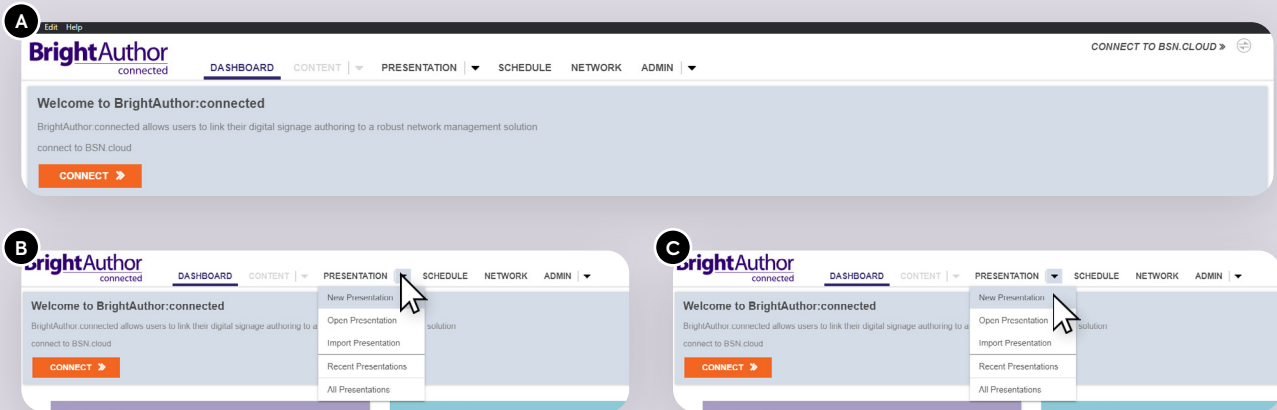 A
Edit Help
BrightAuthor
connected
DASHBOARD CONTENT PRESENTATION SCHEDULE NETWORK ADMIN
CONNECT TO BSN.CLOUD »
Welcome to BrightAuthor:connected
BrightAuthor:connected allows users to link their digital signage authoring to a robust network management solution
connect to BSN.cloud
CONNECT »
B
BrightAuthor
connected
DASHBOARD CONTENT PRESENTATION SCHEDULE NETWORK ADMIN
Welcome to BrightAuthor:connected
BrightAuthor:connected allows users to link their digital signage authoring to a
solution
connect to BSN.cloud
CONNECT »
New Presentation
Open Presentation
Import Presentation
Recent Presentations
All Presentations
C
BrightAuthor
connected
DASHBOARD CONTENT PRESENTATION SCHEDULE NETWORK ADMIN
Welcome to BrightAuthor:connected
BrightAuthor:connected allows users to link their digital signage authoring to a
solution
connect to BSN.cloud
CONNECT »
New Presentation
Open Presentation
Import Presentation
Recent Presentations
All Presentations